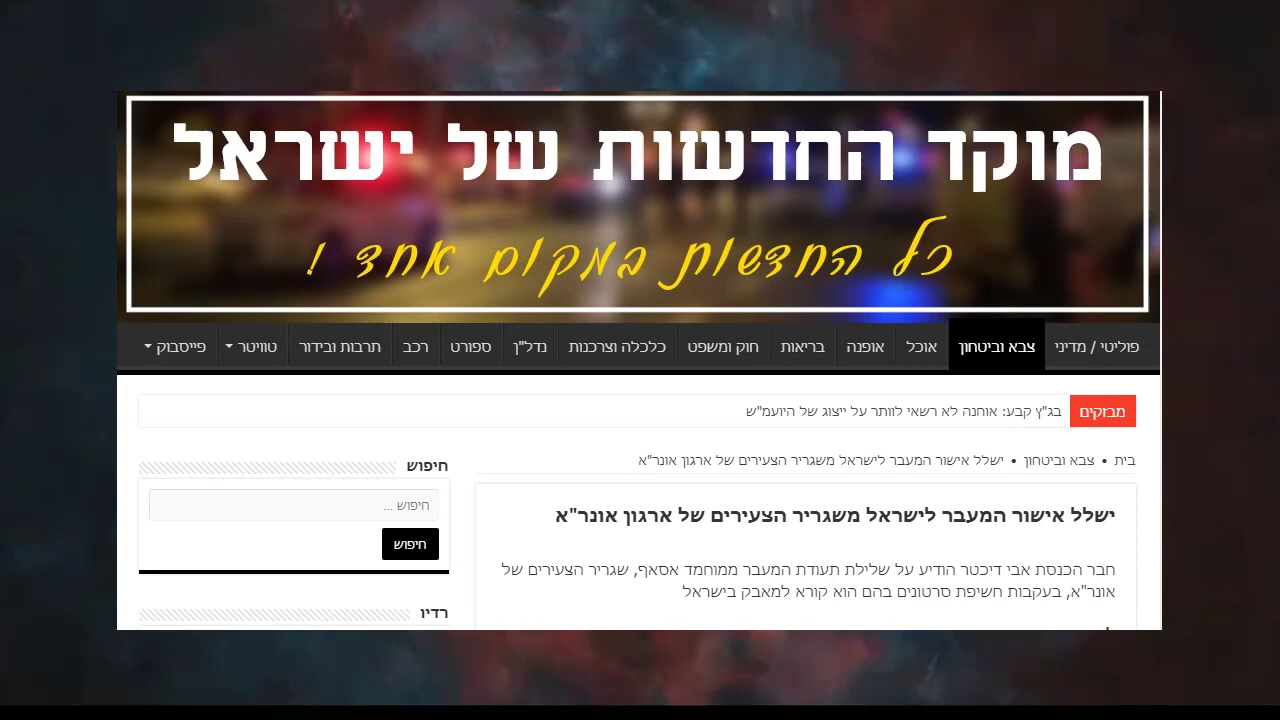 מוקד החדשות של ישראל
כל החדשות במקום אחד !
פוליטי / מדיני צבא וביטחון אוכל אופנה בריאות חוק ומשפט כלכלה וצרכנות נדל"ן ספורט רכב תרבות ובידור טוויטר פייסבוק
מבזקים בג"ץ קבע: אוחנה לא רשאי לוותר על ייצוג של היועמ"ש
בית • צבא וביטחון • ישלל אישור המעבר לישראל משגריר הצעירים של ארגון אונר"א
ישלל אישור המעבר לישראל משגריר הצעירים של ארגון אונר"א
חבר הכנסת אבי דיכטר הודיע על שלילת תעודת המעבר ממוחמד אסאף, שגריר הצעירים של
אונר"א, בעקבות חשיפת סרטונים בהם הוא קורא למאבק בישראל
חיפוש
חיפוש ...
חיפוש
רדיו